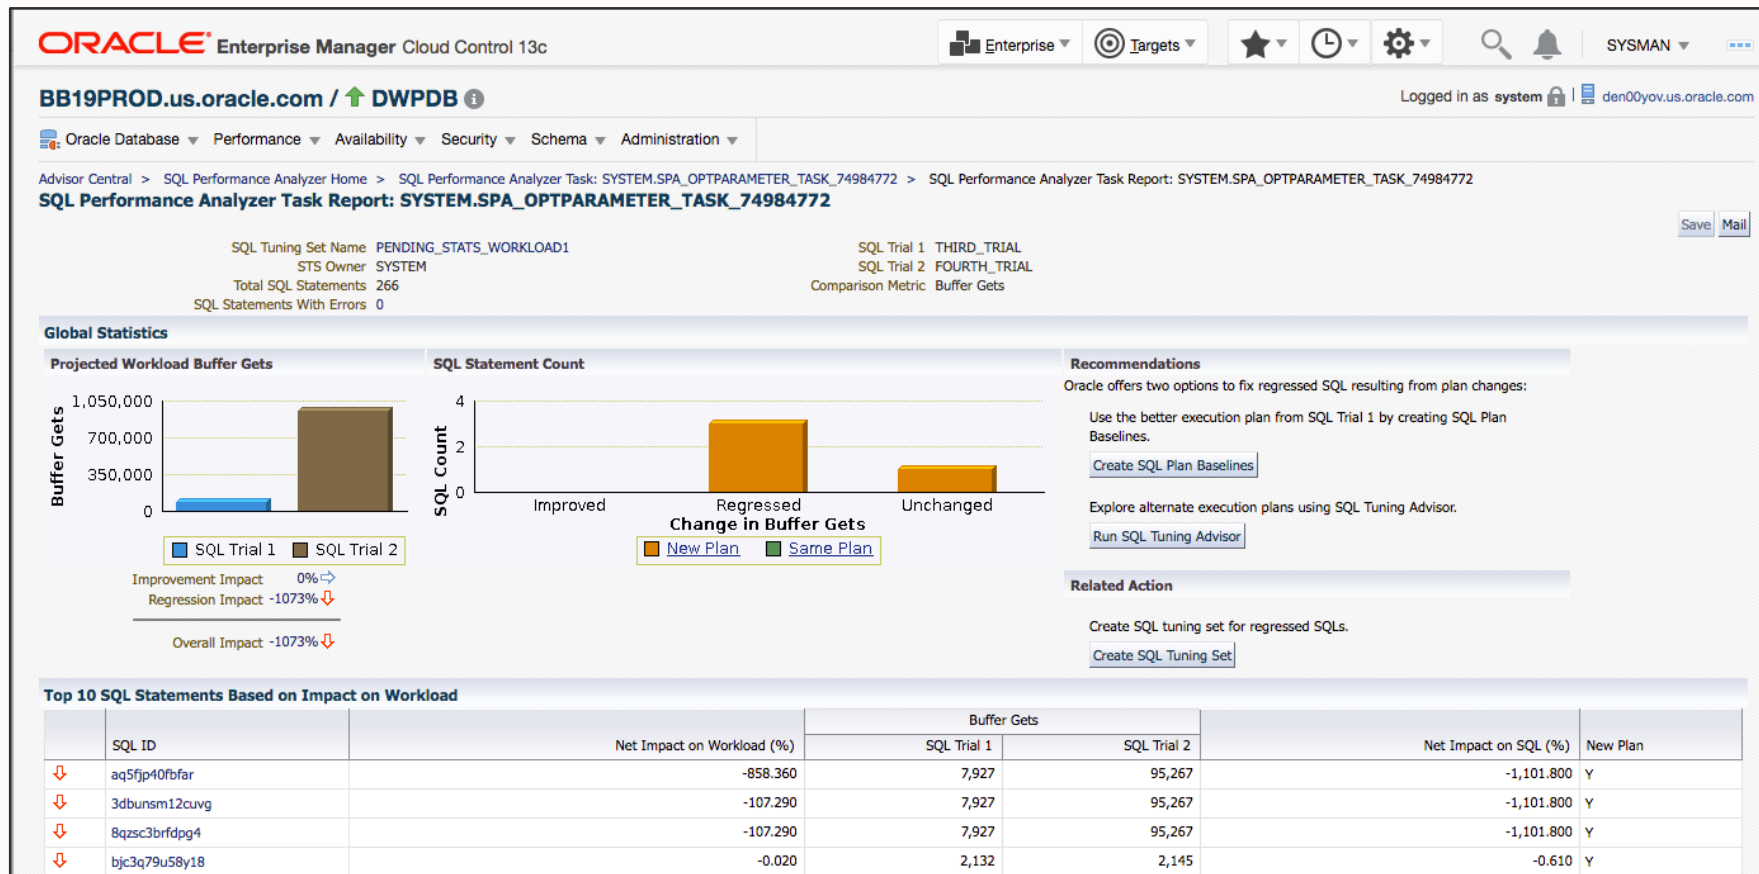 ORACLE Enterprise Manager Cloud Control 13c
Enterprise
Targets
SYSMAN
BB19PROD.us.oracle.com / DWPDB
Logged in as system
den00yov.us.oracle.com
Oracle Database Performance Availability Security Schema Administration
Advisor Central > SQL Performance Analyzer Home > SQL Performance Analyzer Task: SYSTEM.SPA_OPTPARAMETER_TASK_74984772 > SQL Performance Analyzer Task Report: SYSTEM.SPA_OPTPARAMETER_TASK_74984772
SQL Performance Analyzer Task Report: SYSTEM.SPA_OPTPARAMETER_TASK_74984772
Save Mail
SQL Tuning Set Name PENDING_STATS_WORKLOAD1
STS Owner SYSTEM
Total SQL Statements 266
SQL Statements With Errors 0
SQL Trial 1 THIRD_TRIAL
SQL Trial 2 FOURTH_TRIAL
Comparison Metric Buffer Gets
Global Statistics
Projected Workload Buffer Gets
Buffer Gets
1,050,000
700,000
350,000
0
SQL Trial 1 SQL Trial 2
Improvement Impact 0%
Regression Impact -1073%
Overall Impact -1073%
SQL Statement Count
SQL Count
4
2
0
Improved Regressed Unchanged
Change in Buffer Gets
New Plan Same Plan
Recommendations
Oracle offers two options to fix regressed SQL resulting from plan changes:
Use the better execution plan from SQL Trial 1 by creating SQL Plan
Baselines.
Create SQL Plan Baselines
Explore alternate execution plans using SQL Tuning Advisor.
Run SQL Tuning Advisor
Related Action
Create SQL tuning set for regressed SQLs.
Create SQL Tuning Set
Top 10 SQL Statements Based on Impact on Workload
Buffer Gets
SQL ID Net Impact on Workload (%) SQL Trial 1 SQL Trial 2 Net Impact on SQL (%) New Plan
aq5fjp40fbfar -858.360 7,927 95,267 -1,101.800 Y
3dbunsm12cuvg -107.290 7,927 95,267 -1,101.800 Y
8qzsc3brfdpg4 -107.290 7,927 95,267 -1,101.800 Y
bjc3q79u58y18 -0.020 2,132 2,145 -0.610 Y